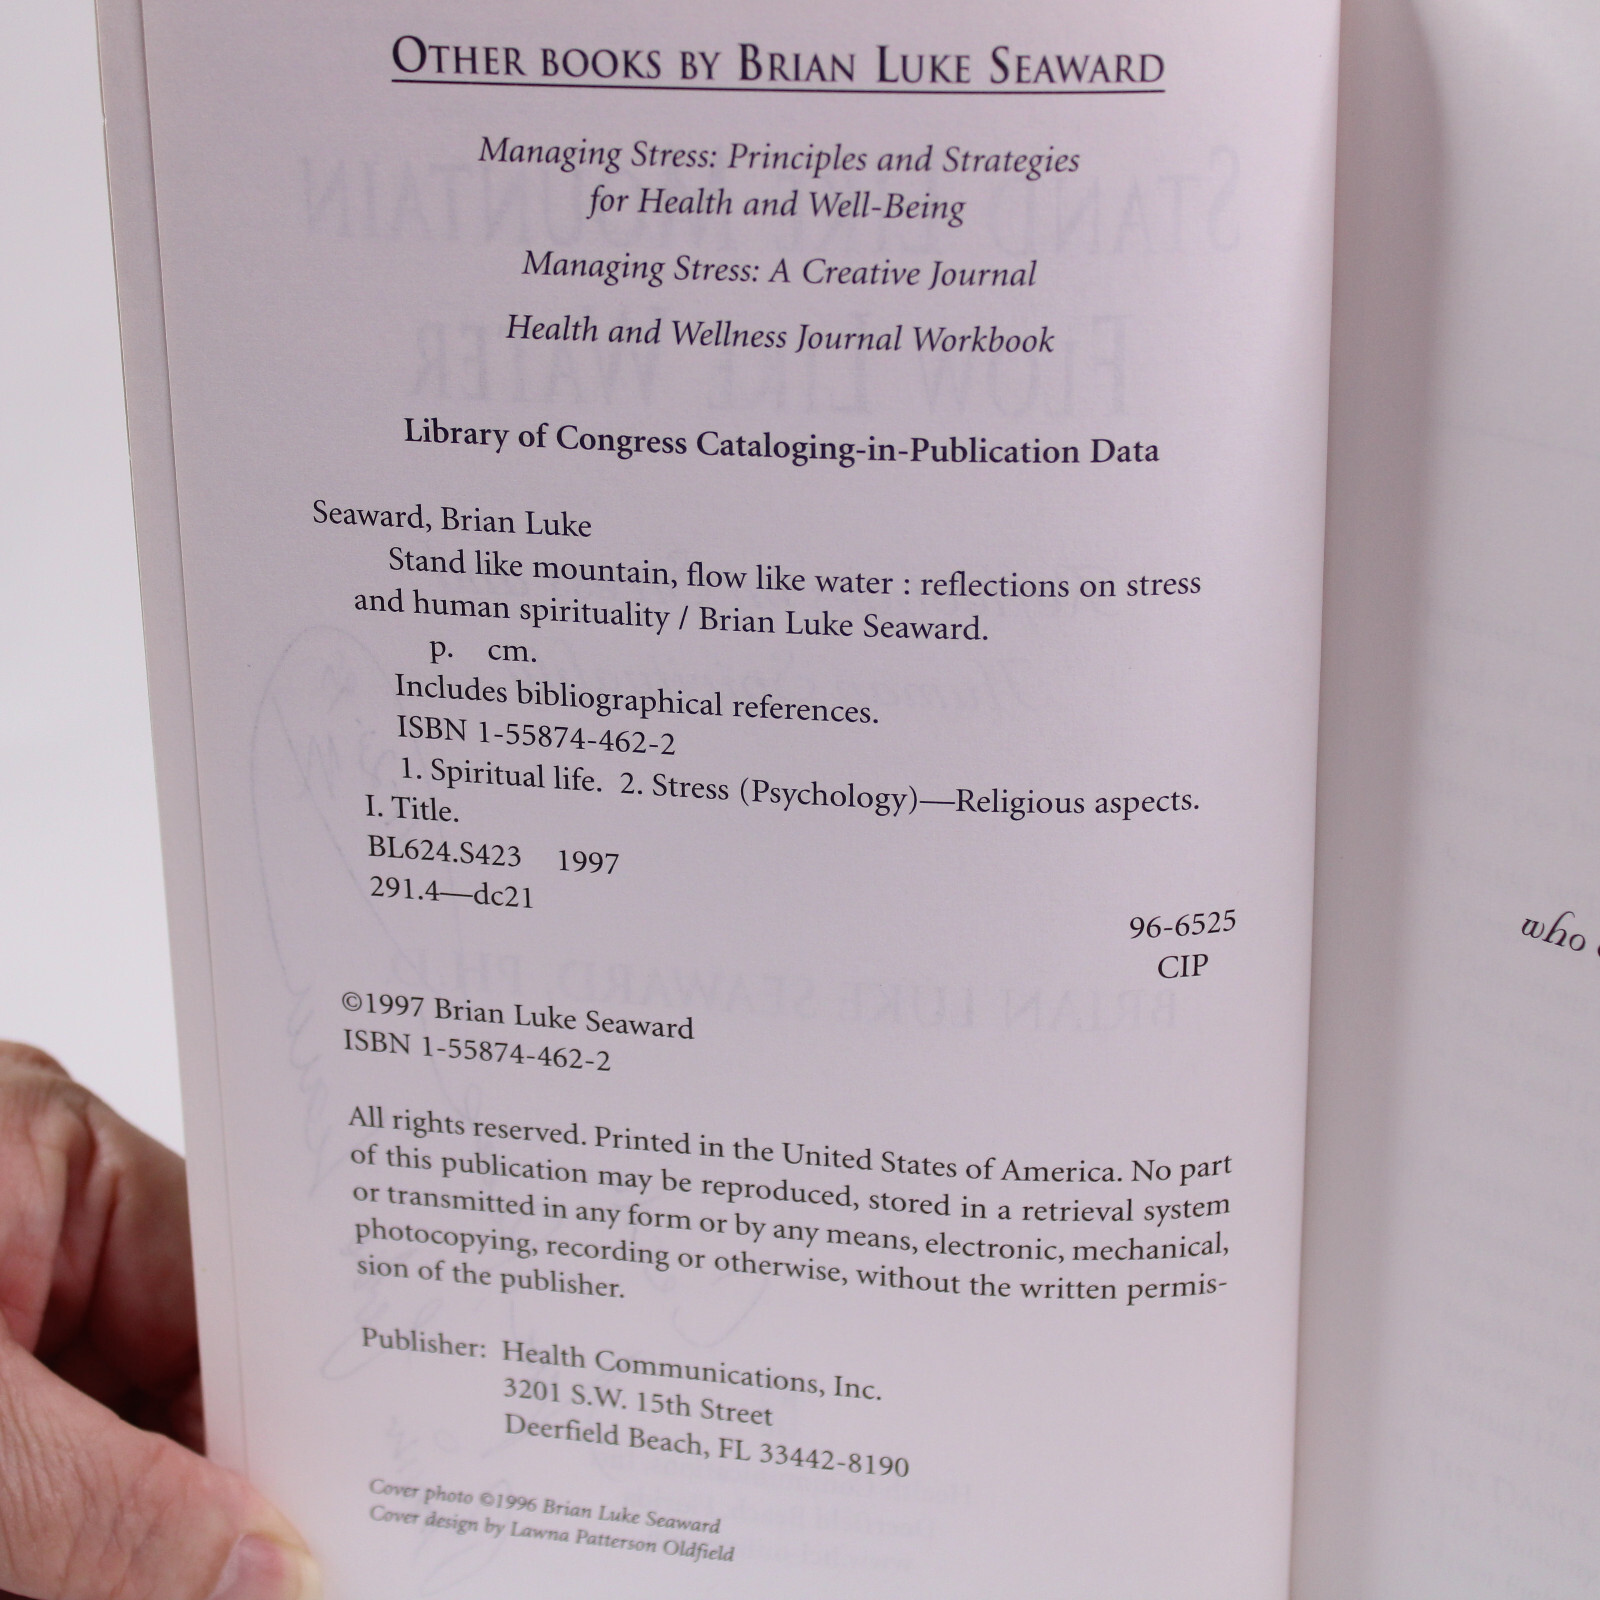 OTHER BOOKS BY BRIAN LUKE SEAWARD
Managing Stress: Principles and Strategies
for Health and Well-Being
Managing Stress: A Creative Journal
Health and Wellness Journal Workbook
Library of Congress Cataloging-in-Publication Data
Seaward, Brian Luke
Stand like mountain, flow like water : reflections on stress
and human spirituality / Brian Luke Seaward.
p. cm.
Includes bibliographical references.
ISBN 1-55874-462-2
1. Spiritual life. 2. Stress (Psychology)—Religious aspects.
I. Title.
BL624.S423 1997
291.4—dc21
96-6525
CIP
©1997 Brian Luke Seaward
ISBN 1-55874-462-2
All rights reserved. Printed in the United States of America. No part
of this publication may be reproduced, stored in a retrieval system
or transmitted in any form or by any means, electronic, mechanical,
photocopying, recording or otherwise, without the written permis-
sion of the publisher.
Publisher: Health Communications, Inc.
3201 S.W. 15th Street
Deerfield Beach, FL 33442-8190
Cover photo ©1996 Brian Luke Seaward
Cover design by Lawna Patterson Oldfield
who